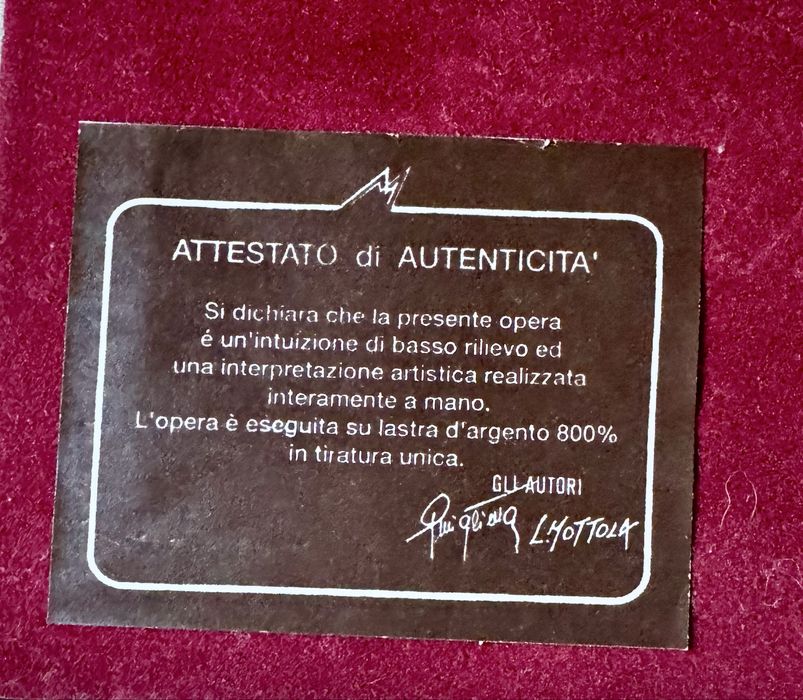 ATTESTATO di AUTENTICITA'
Si dichiara che la presente opera
é un'intuizione di basso rilievo ed
una interpretazione artistica realizzata
interamente a mano.
L'opera è eseguita su lastra d'argento 800%
in tiratura unica.
GLI AUTORI
L. MOTTOLA